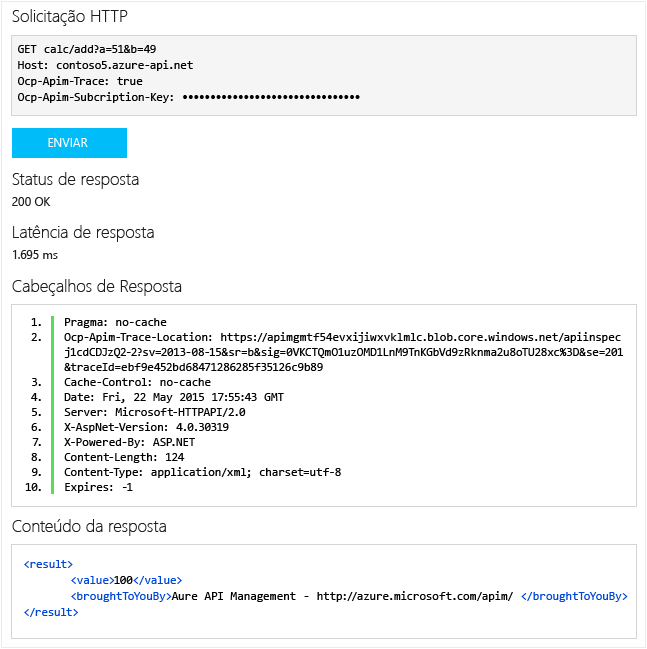 Solicitação HTTP
GET calc/add?a=51&b=49
Host: contoso5.azure-api.net
Ocp-Apim-Trace: true
Ocp-Apim-Subcription-Key: ••••••••••••••••••••••••••••••••
ENVIAR
Status de resposta
200 OK
Latência de resposta
1.695 ms
Cabeçalhos de Resposta
1. Pragma: no-cache
2. Ocp-Apim-Trace-Location: https://apimgmtf54evxijiwxvklmlc.blob.core.windows.net/apiinspec
j1cdCDJzQ2-2?sv=2013-08-15&sr=b&sig=0VKCTQmO1uzOMD1LnM9TnKGbVd9zRknma2u8oTU28xc%3D&se=201
&traceId=ebf9e452bd68471286285f35126c9b89
3. Cache-Control: no-cache
4. Date: Fri, 22 May 2015 17:55:43 GMT
5. Server: Microsoft-HTTPAPI/2.0
6. X-AspNet-Version: 4.0.30319
7. X-Powered-By: ASP.NET
8. Content-Length: 124
9. Content-Type: application/xml; charset=utf-8
10. Expires: -1
Conteúdo da resposta
<result>
<value>100</value>
<broughtToYouBy>Aure API Management - http://azure.microsoft.com/apim/ </broughtToYouBy>
</result>